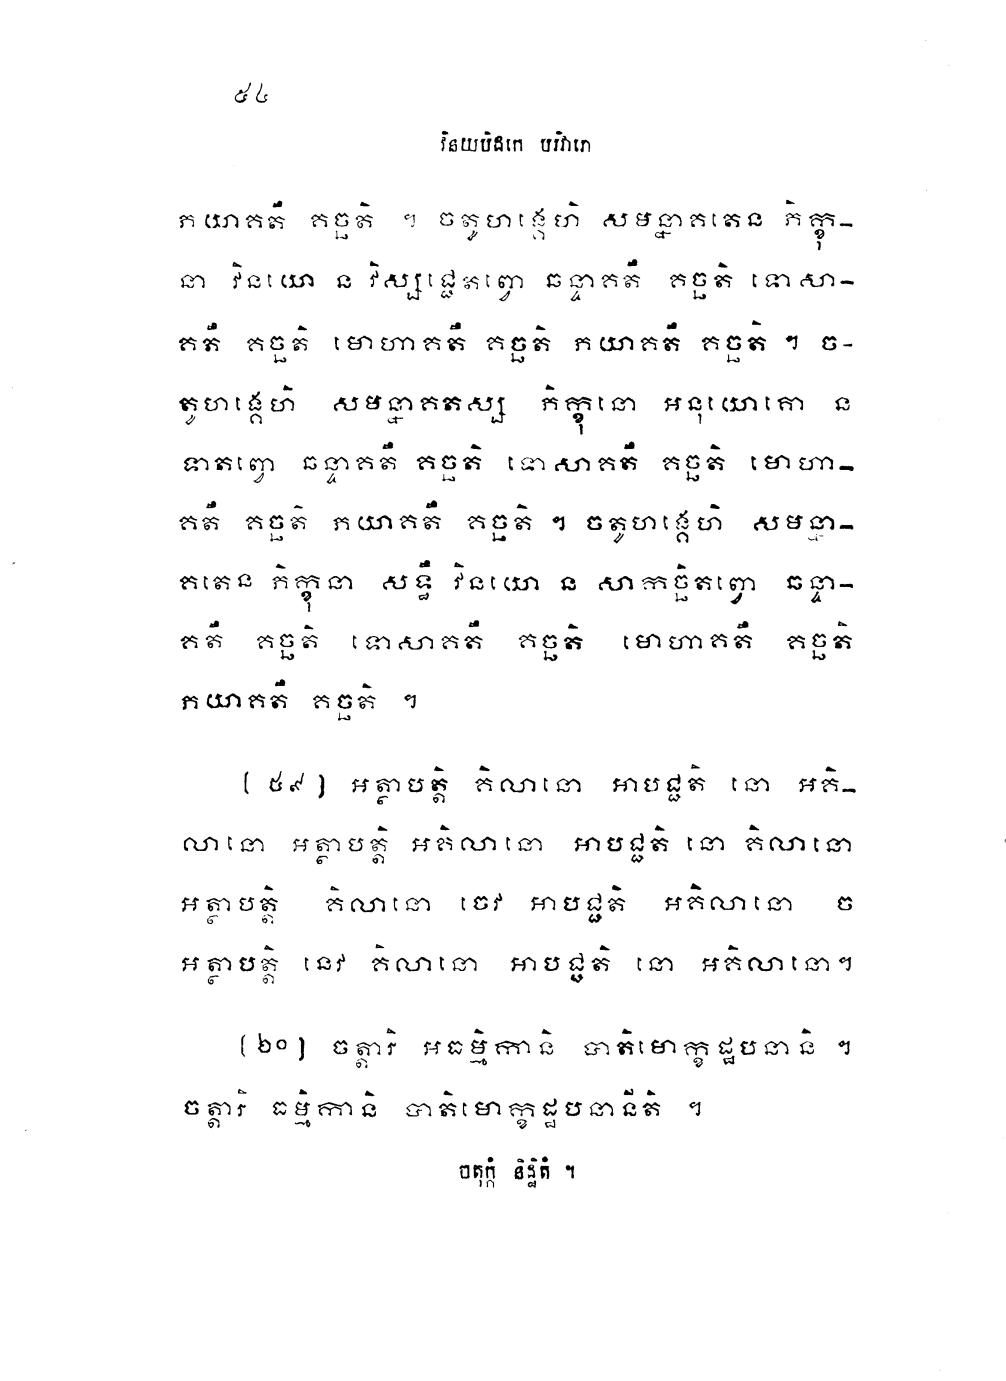 ៥៤
វិនយបិដកេ បរិវារោ
ភយាគតឹ គច្ឆតិ ។ ចតូហង្គេហិ សមន្នាគតេន ភិក្ខុ-
នា វិនយោ ន វិស្សជ្ជេតព្វោ ឆន្ទាគតឹ គច្ឆតិ ទោសា-
គតឹ គច្ឆតិ មោហាគតឹ គច្ឆតិ ភយាគតឹ គច្ឆតិ ។ ច-
តូហង្គេហិ សមន្នាគតស្ស ភិក្ខុនោ អនុយោគោ ន
ទាតព្វោ ឆន្ទាគតឹ គច្ឆតិ ទោសាគតឹ គច្ឆតិ មោហា-
គតឹ គច្ឆតិ ភយាគតឹ គច្ឆតិ ។ ចតូហង្គេហិ សមន្នា-
គតេន ភិក្ខុនា សទ្ធឹ វិនយោ ន សាកច្ឆិតព្វោ ឆន្ទា-
គតឹ គច្ឆតិ ទោសាគតឹ គច្ឆតិ មោហាគតឹ គច្ឆតិ
ភយាគតឹ គច្ឆតិ ។
(៥៩) អត្ថាបត្តិ គិលានោ អាបជ្ជតិ នោ អគិ-
លានោ អត្ថាបត្តិ អគិលានោ អាបជ្ជតិ នោ គិលានោ
អត្ថាបត្តិ គិលានោ ចេវ អាបជ្ជតិ អគិលានោ ច
អត្ថាបត្តិ នេវ គិលានោ អាបជ្ជតិ នោ អគិលានោ។
(៦០) ចត្តារិ អធម្មិកានិ បាតិមោក្ខដ្ឋបនានិ ។
ចត្តារិ ធម្មិកានិ បាតិមោក្ខដ្ឋបនានីតិ ។
ចតុក្កំ និដ្ឋិតំ ។